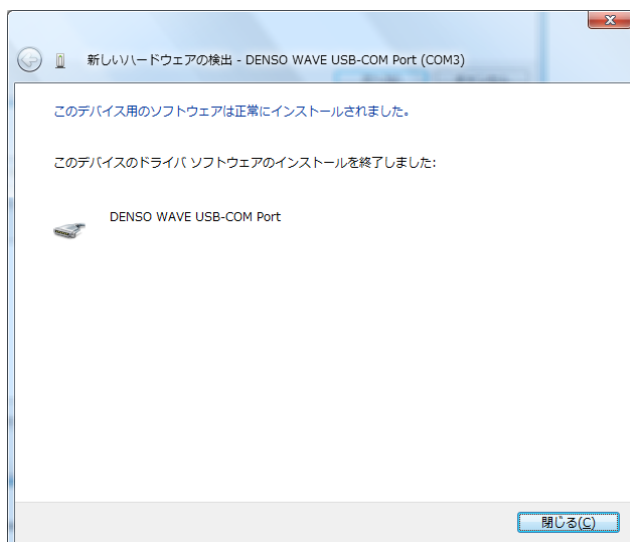 新しいハードウェアの検出 - DENSO WAVE USB-COM Port (COM3)
このデバイス用のソフトウェアは正常にインストールされました。
このデバイスのドライバ ソフトウェアのインストールを終了しました:
DENSO WAVE USB-COM Port
閉じる(C)